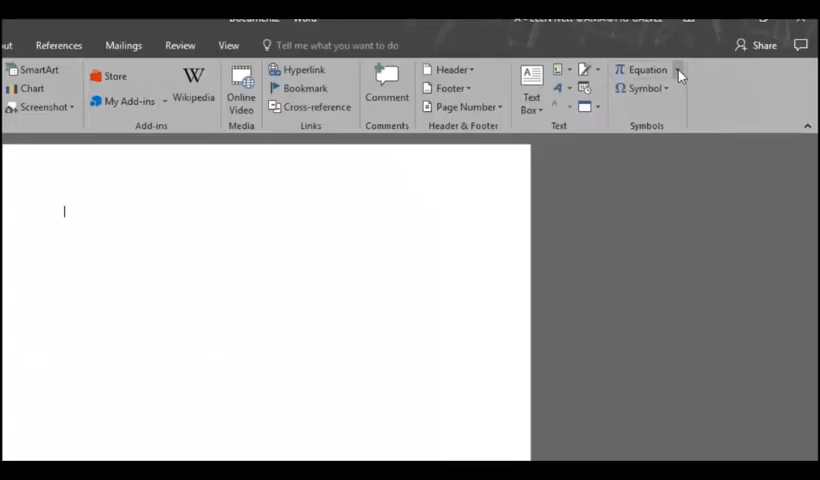 Word
out References Mailings Review View Tell me what you want to do Share
SmartArt
Chart
Screenshot
Store
My Add-ins
Add-ins
Wikipedia
Online
Video
Media
Hyperlink
Bookmark
Cross-reference
Links
Comment
Comments
Header
Footer
Page Number
Header & Footer
Text
Box
Text
Equation
Symbol
Symbols